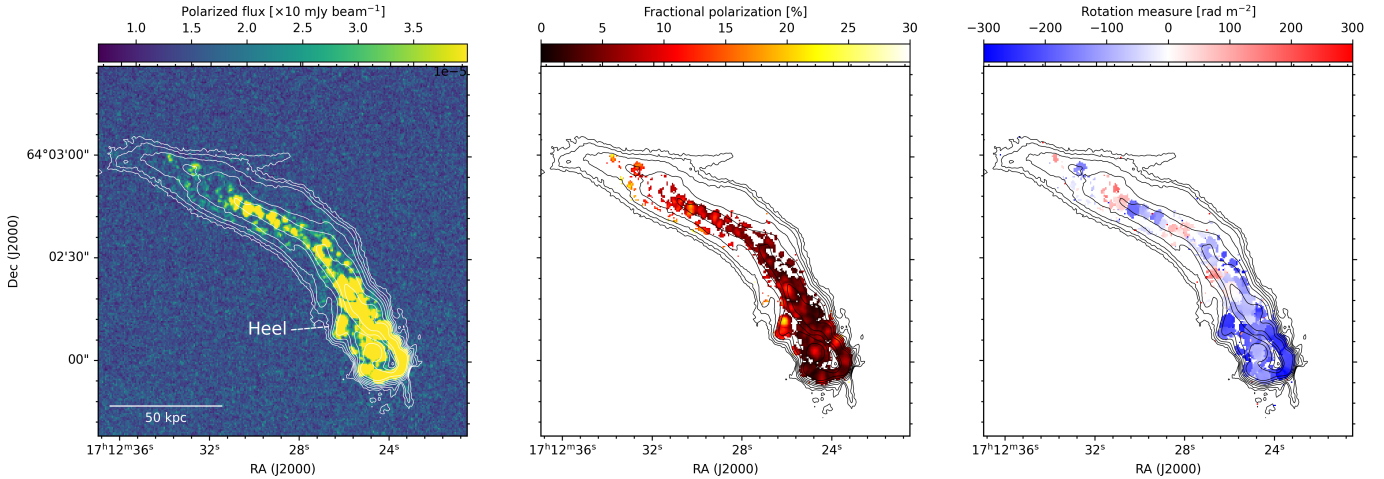 Polarized flux [×10 mJy beam⁻¹]
1.0 1.5 2.0 2.5 3.0 3.5
1e−5
64°03'00"
02'30"
00"
Dec (J2000)
Heel
50 kpc
17ʰ12ᵐ36ˢ 32ˢ 28ˢ 24ˢ
RA (J2000)
Fractional polarization [%]
0 5 10 15 20 25 30
17ʰ12ᵐ36ˢ 32ˢ 28ˢ 24ˢ
RA (J2000)
Rotation measure [rad m⁻²]
−300 −200 −100 0 100 200 300
17ʰ12ᵐ36ˢ 32ˢ 28ˢ 24ˢ
RA (J2000)